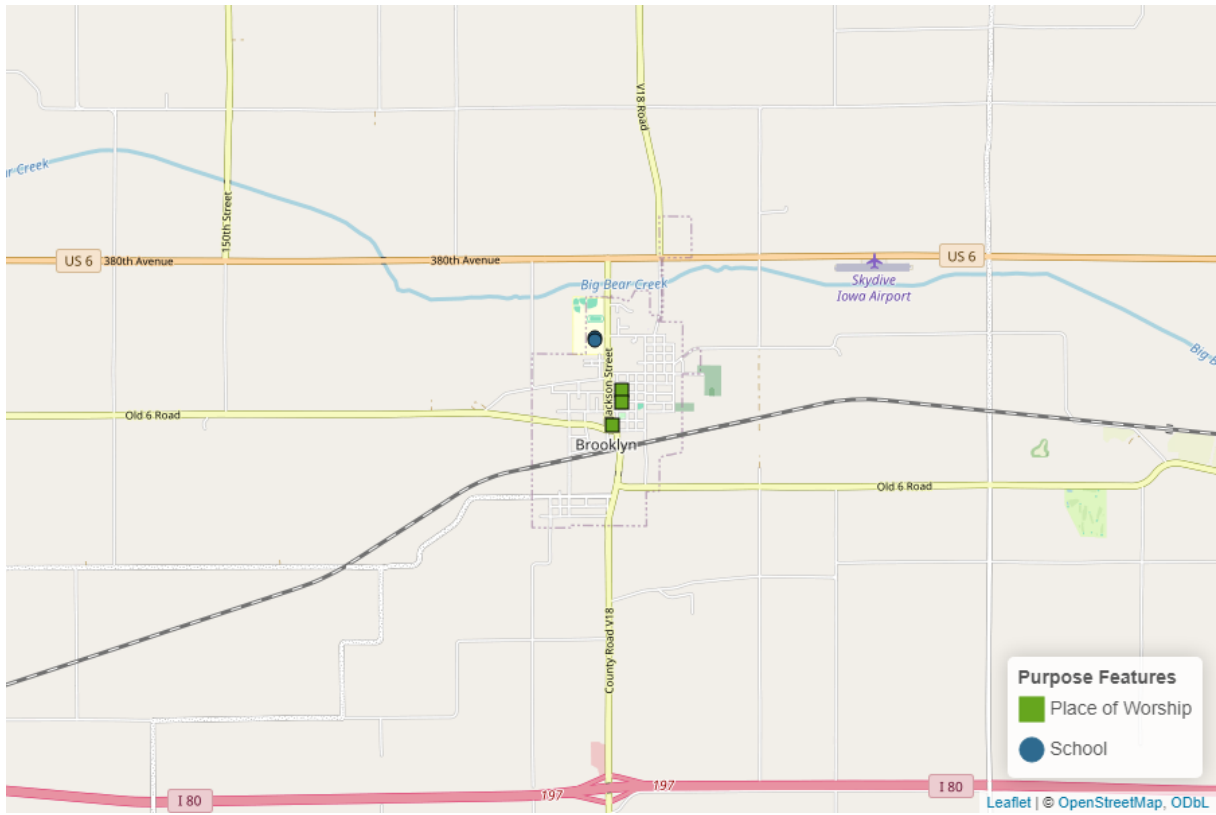 V18 Road
ar Creek
150th Street
US 6
380th Avenue
380th Avenue
US 6
Skydive
Iowa Airport
Big Bear Creek
Big B
Jackson Street
Old 6 Road
Brooklyn
Old 6 Road
County Road V18
Purpose Features
Place of Worship
School
I 80
197
197
I 80
Leaflet | © OpenStreetMap, ODbL